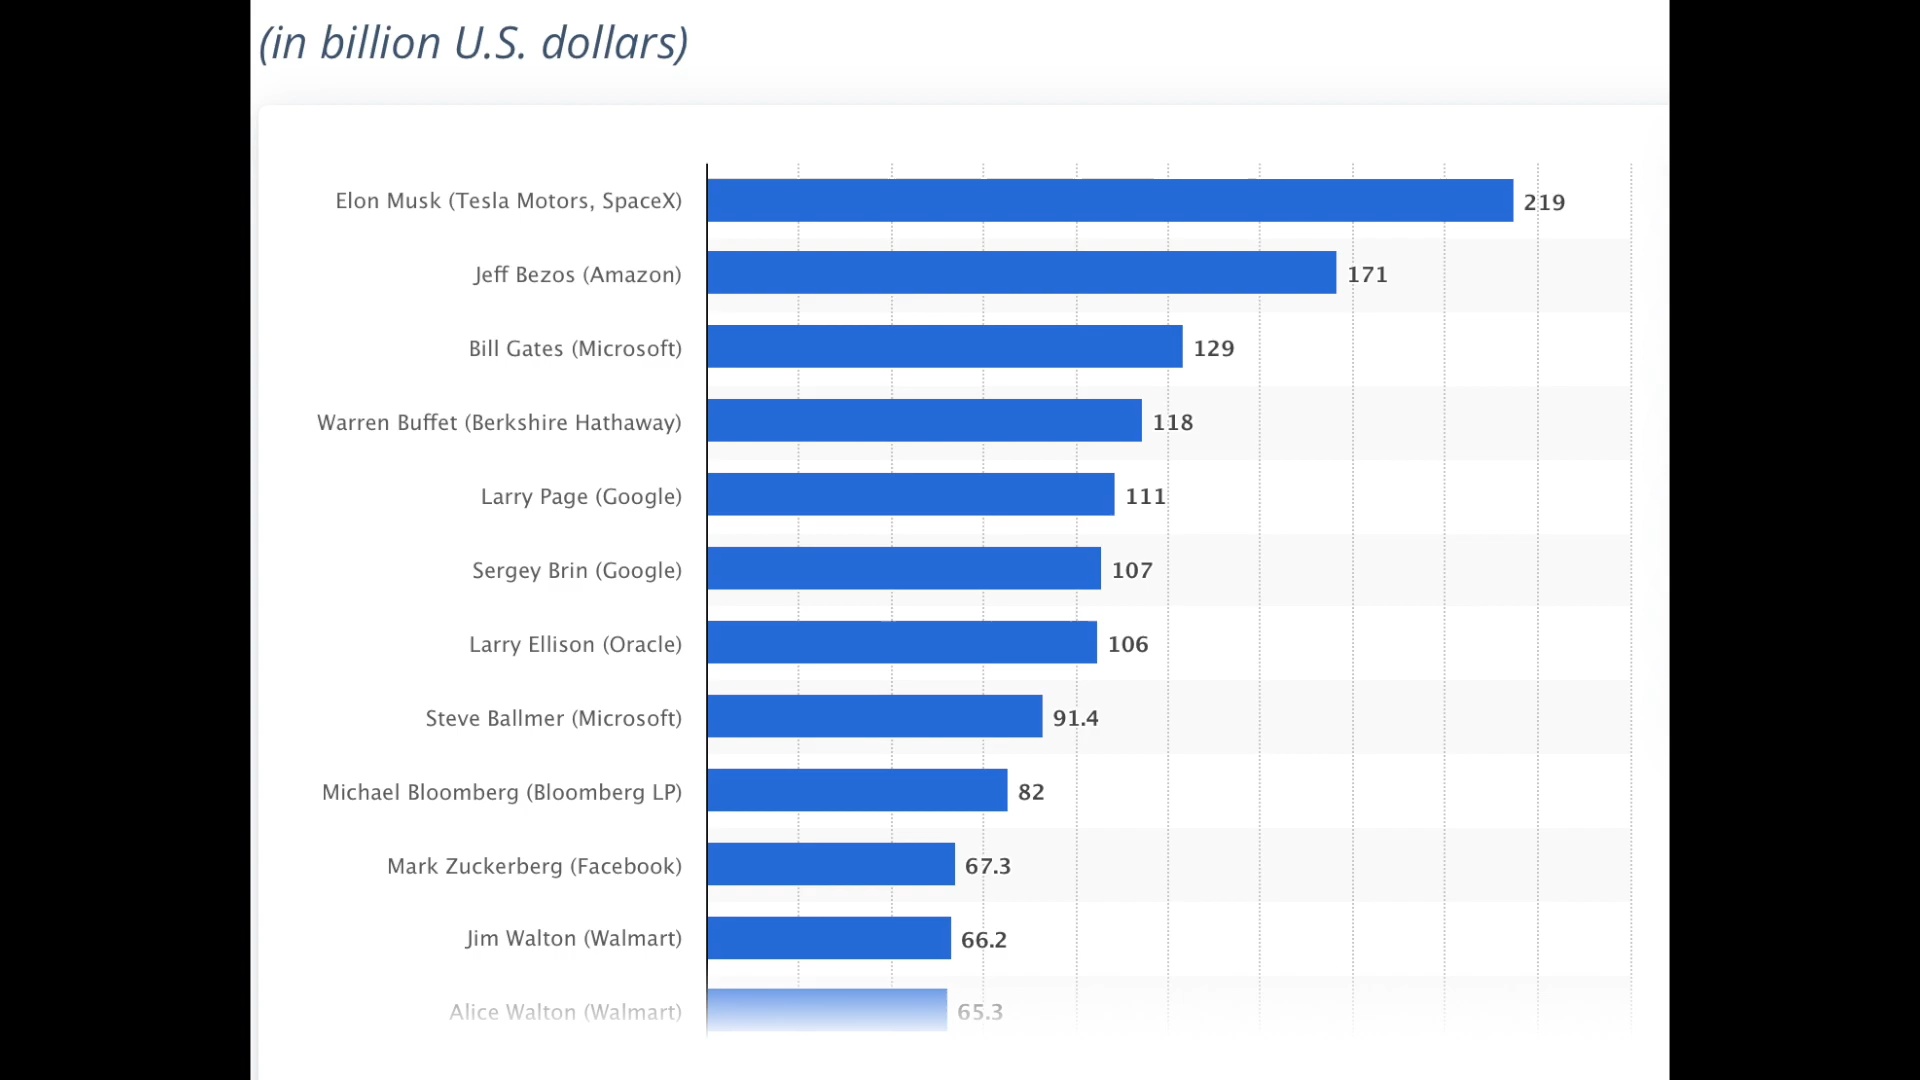 (in billion U.S. dollars)
Elon Musk (Tesla Motors, SpaceX) 219
Jeff Bezos (Amazon) 171
Bill Gates (Microsoft) 129
Warren Buffet (Berkshire Hathaway) 118
Larry Page (Google) 111
Sergey Brin (Google) 107
Larry Ellison (Oracle) 106
Steve Ballmer (Microsoft) 91.4
Michael Bloomberg (Bloomberg LP) 82
Mark Zuckerberg (Facebook) 67.3
Jim Walton (Walmart) 66.2
Alice Walton (Walmart) 65.3